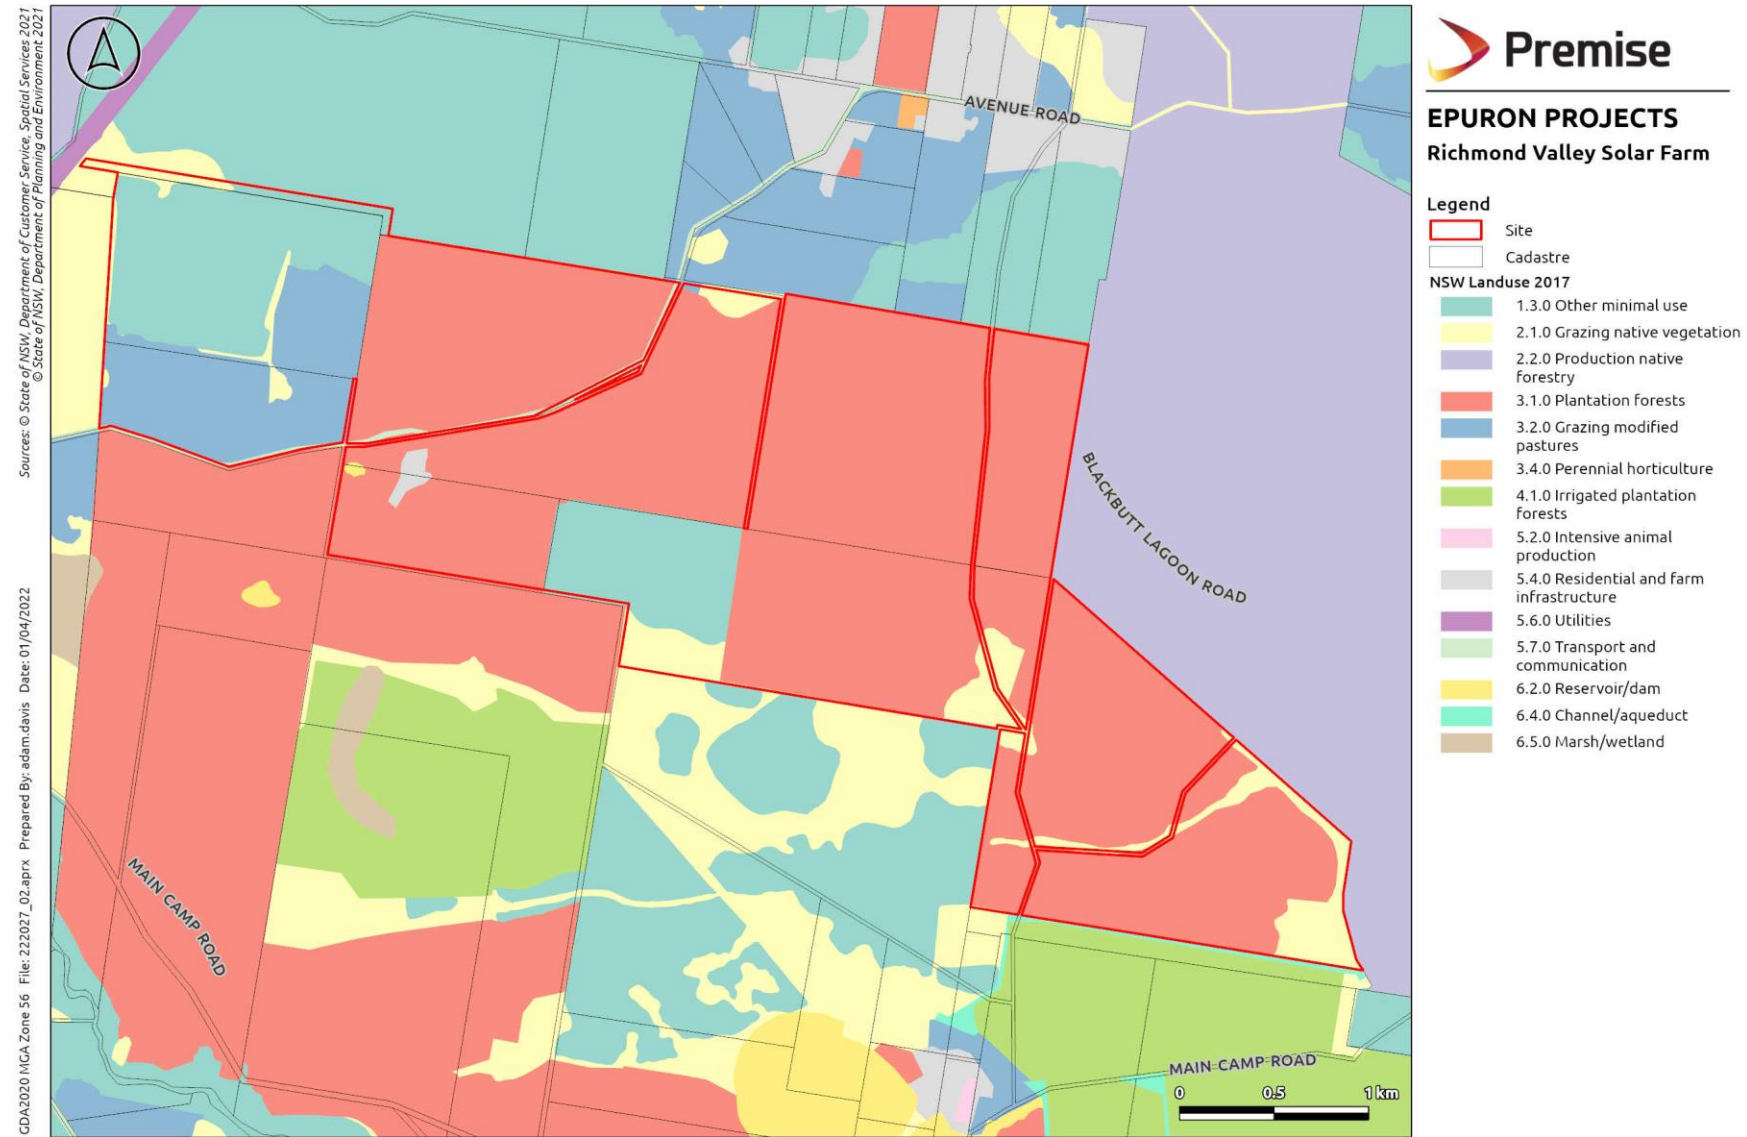 Sources: © State of NSW, Department of Customer Service, Spatial Services 2021
© State of NSW, Department of Planning and Environment 2021
GDA2020 MGA Zone 56 File: 222027_02.aprx Prepared By: adam.davis Date: 01/04/2022
AVENUE ROAD
BLACKBUTT LAGOON ROAD
MAIN CAMP ROAD
MAIN CAMP ROAD
0 0.5 1 km
Premise
EPURON PROJECTS
Richmond Valley Solar Farm
Legend
Site
Cadastre
NSW Landuse 2017
1.3.0 Other minimal use
2.1.0 Grazing native vegetation
2.2.0 Production native
forestry
3.1.0 Plantation forests
3.2.0 Grazing modified
pastures
3.4.0 Perennial horticulture
4.1.0 Irrigated plantation
forests
5.2.0 Intensive animal
production
5.4.0 Residential and farm
infrastructure
5.6.0 Utilities
5.7.0 Transport and
communication
6.2.0 Reservoir/dam
6.4.0 Channel/aqueduct
6.5.0 Marsh/wetland